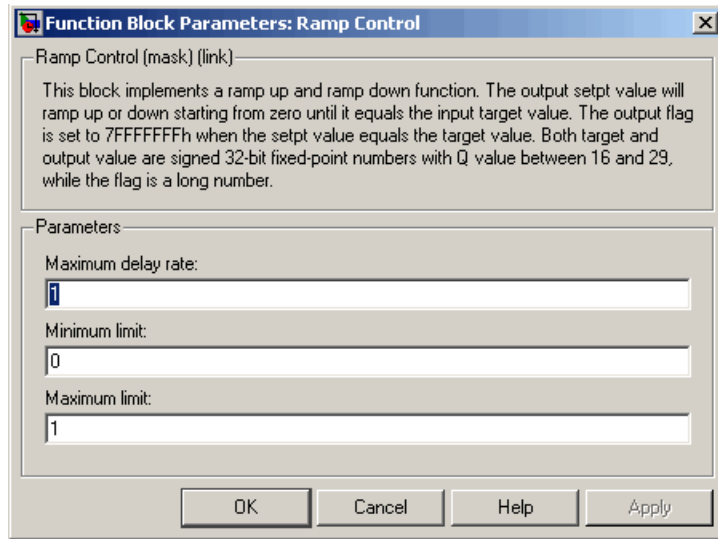 Function Block Parameters: Ramp Control
Ramp Control (mask) (link)
This block implements a ramp up and ramp down function. The output setpt value will
ramp up or down starting from zero until it equals the input target value. The output flag
is set to 7FFFFFFFh when the setpt value equals the target value. Both target and
output value are signed 32-bit fixed-point numbers with Q value between 16 and 29,
while the flag is a long number.
Parameters
Maximum delay rate:
1
Minimum limit:
0
Maximum limit:
1
OK Cancel Help Apply